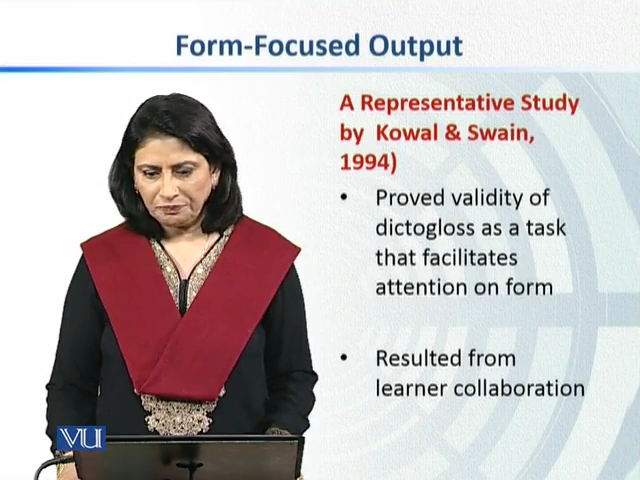 Form-Focused Output
A Representative Study
by Kowal & Swain,
1994)
• Proved validity of
dictogloss as a task
that facilitates
attention on form
• Resulted from
learner collaboration
VU